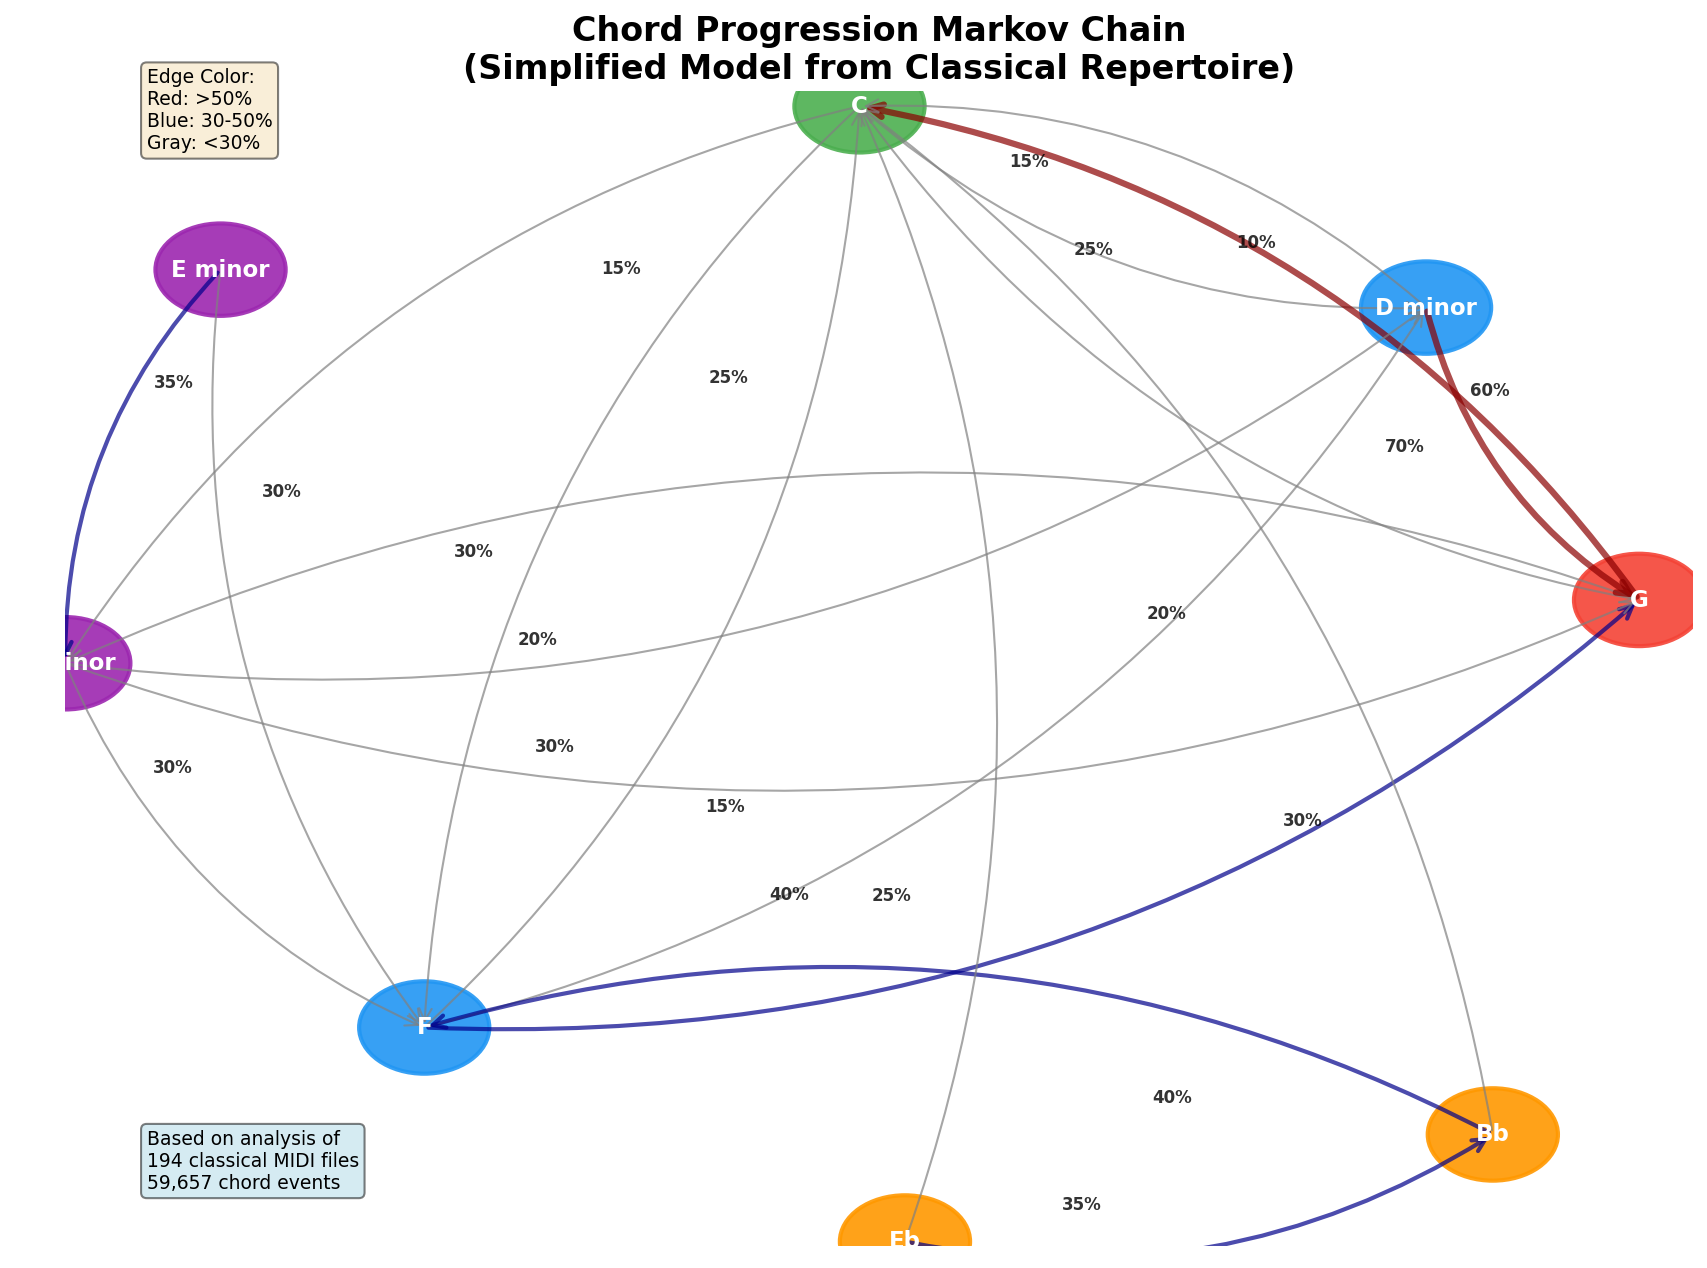 Chord Progression Markov Chain
(Simplified Model from Classical Repertoire)
Edge Color:
Red: >50%
Blue: 30-50%
Gray: <30%
C
15%
10%
25%
E minor
15%
D minor
25%
35%
60%
70%
30%
30%
G
20%
20%
inor
30%
30%
15%
30%
40%
25%
F
40%
Bb
Based on analysis of
194 classical MIDI files
59,657 chord events
35%
Eb